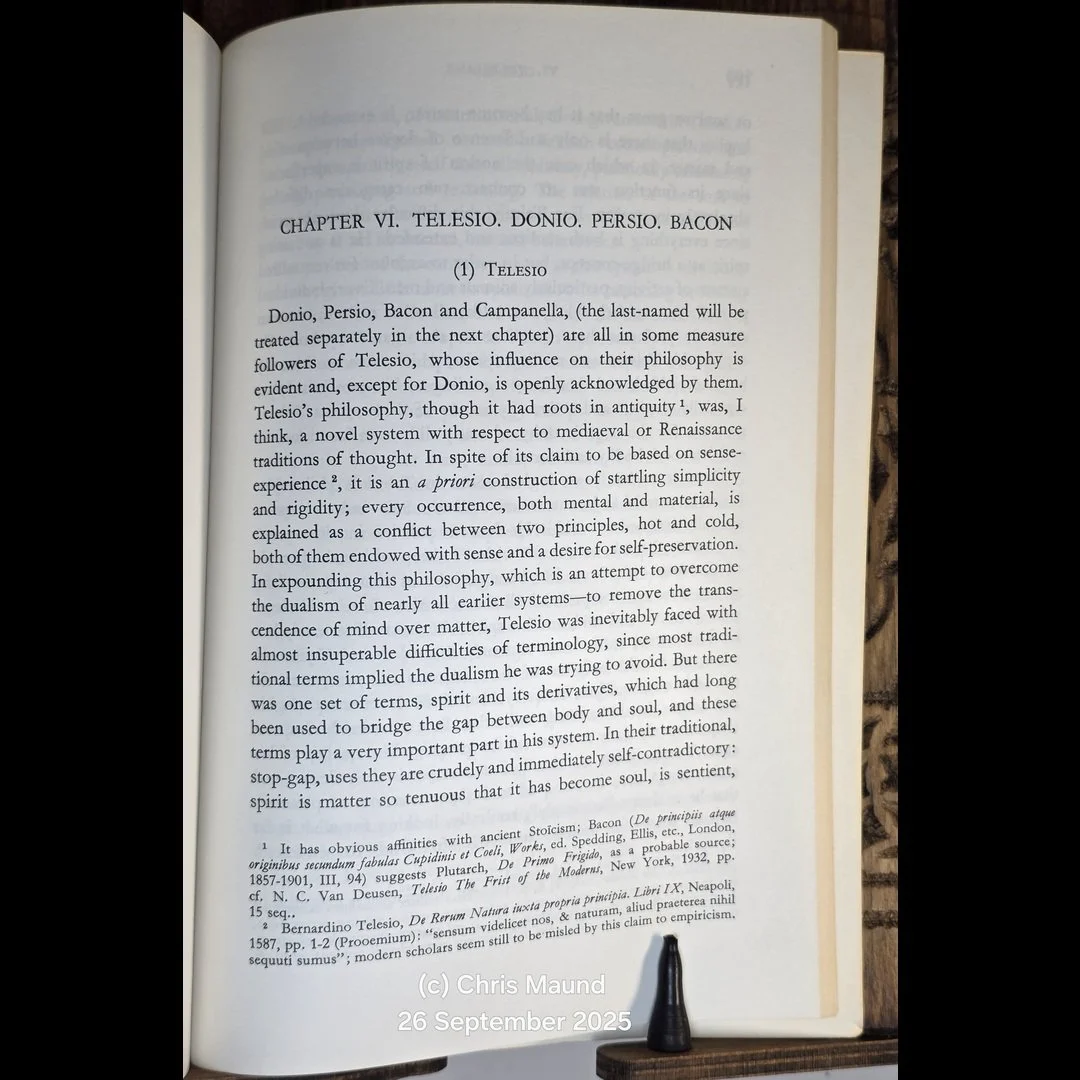 CHAPTER VI. TELESIO. DONIO. PERSIO. BACON
(1) TELESIO
Donio, Persio, Bacon and Campanella, (the last-named will be
treated separately in the next chapter) are all in some measure
followers of Telesio, whose influence on their philosophy is
evident and, except for Donio, is openly acknowledged by them.
Telesio's philosophy, though it had roots in antiquity ¹, was, I
think, a novel system with respect to mediaeval or Renaissance
traditions of thought. In spite of its claim to be based on sense-
experience ², it is an a priori construction of startling simplicity
and rigidity; every occurrence, both mental and material, is
explained as a conflict between two principles, hot and cold,
both of them endowed with sense and a desire for self-preservation.
In expounding this philosophy, which is an attempt to overcome
the dualism of nearly all earlier systems—to remove the trans-
cendence of mind over matter, Telesio was inevitably faced with
almost insuperable difficulties of terminology, since most tradi-
tional terms implied the dualism he was trying to avoid. But there
was one set of terms, spirit and its derivatives, which had long
been used to bridge the gap between body and soul, and these
terms play a very important part in his system. In their traditional,
stop-gap, uses they are crudely and immediately self-contradictory:
spirit is matter so tenuous that it has become soul, is sentient,
¹ It has obvious affinities with ancient Stoïcism; Bacon (De principiis atque
originibus secundum fabulas Cupidinis et Coeli, Works, ed. Spedding, Ellis, etc., London,
1857-1901, III, 94) suggests Plutarch, De Primo Frigido, as a probable source;
cf. N. C. Van Deusen, Telesio The Frist of the Moderns, New York, 1932, pp.
15 seq..
² Bernardino Telesio, De Rerum Natura iuxta propria principia. Libri IX, Neapoli,
1587, pp. 1-2 (Prooemium): "sensum videlicet nos, & naturam, aliud praeterea nihil
sequuti sumus"; modern scholars seem still to be misled by this claim to empiricism.
(c) Chris Maund
26 September 2025